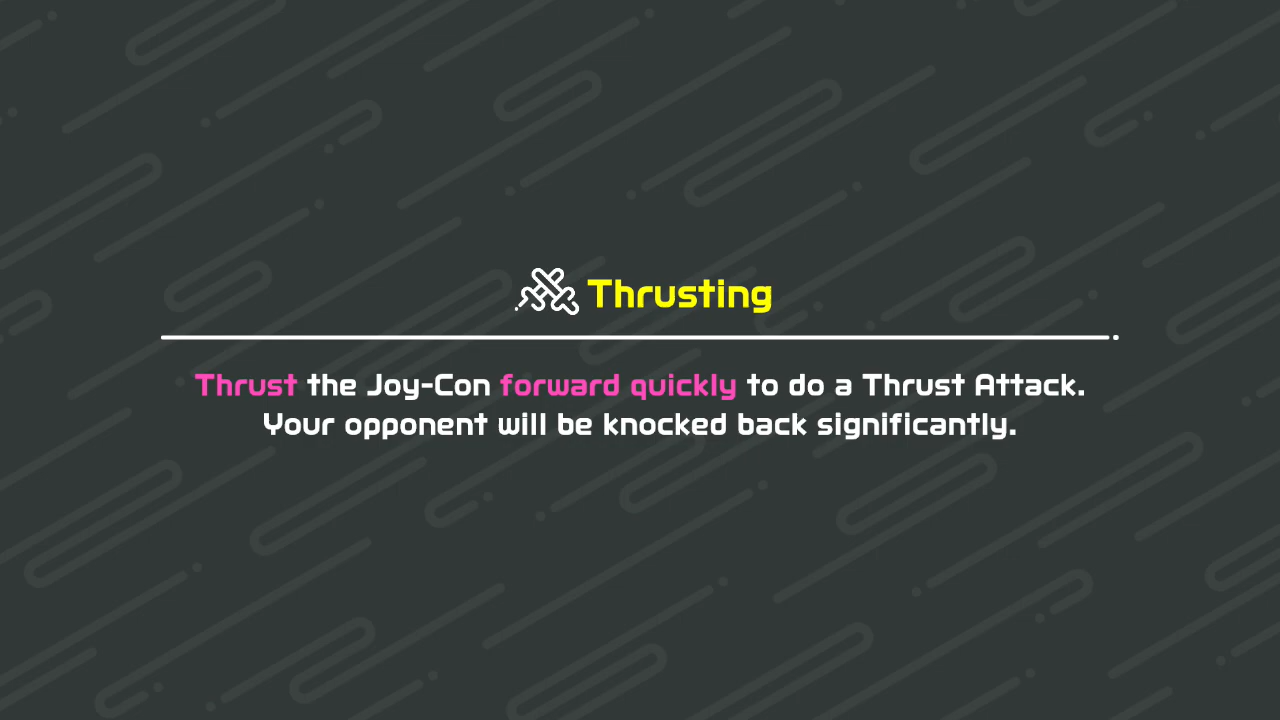 Thrusting
Thrust the Joy-Con forward quickly to do a Thrust Attack.
Your opponent will be knocked back significantly.